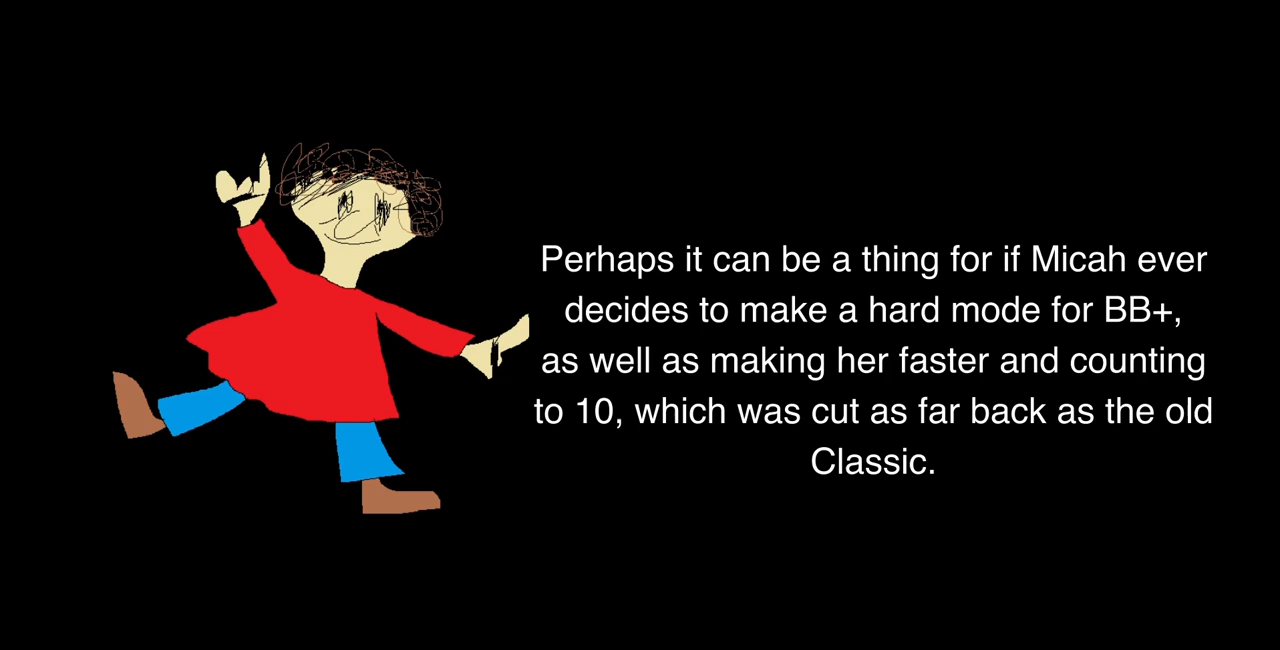 Perhaps it can be a thing for if Micah ever
decides to make a hard mode for BB+,
as well as making her faster and counting
to 10, which was cut as far back as the old
Classic.